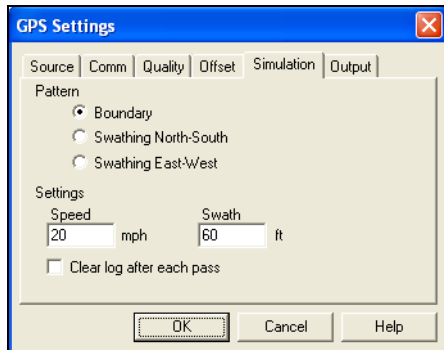 GPS Settings
Source Comm Quality Offset Simulation Output
Pattern
Boundary
Swathing North-South
Swathing East-West
Settings
Speed Swath
20 mph 60 ft
Clear log after each pass
OK Cancel Help